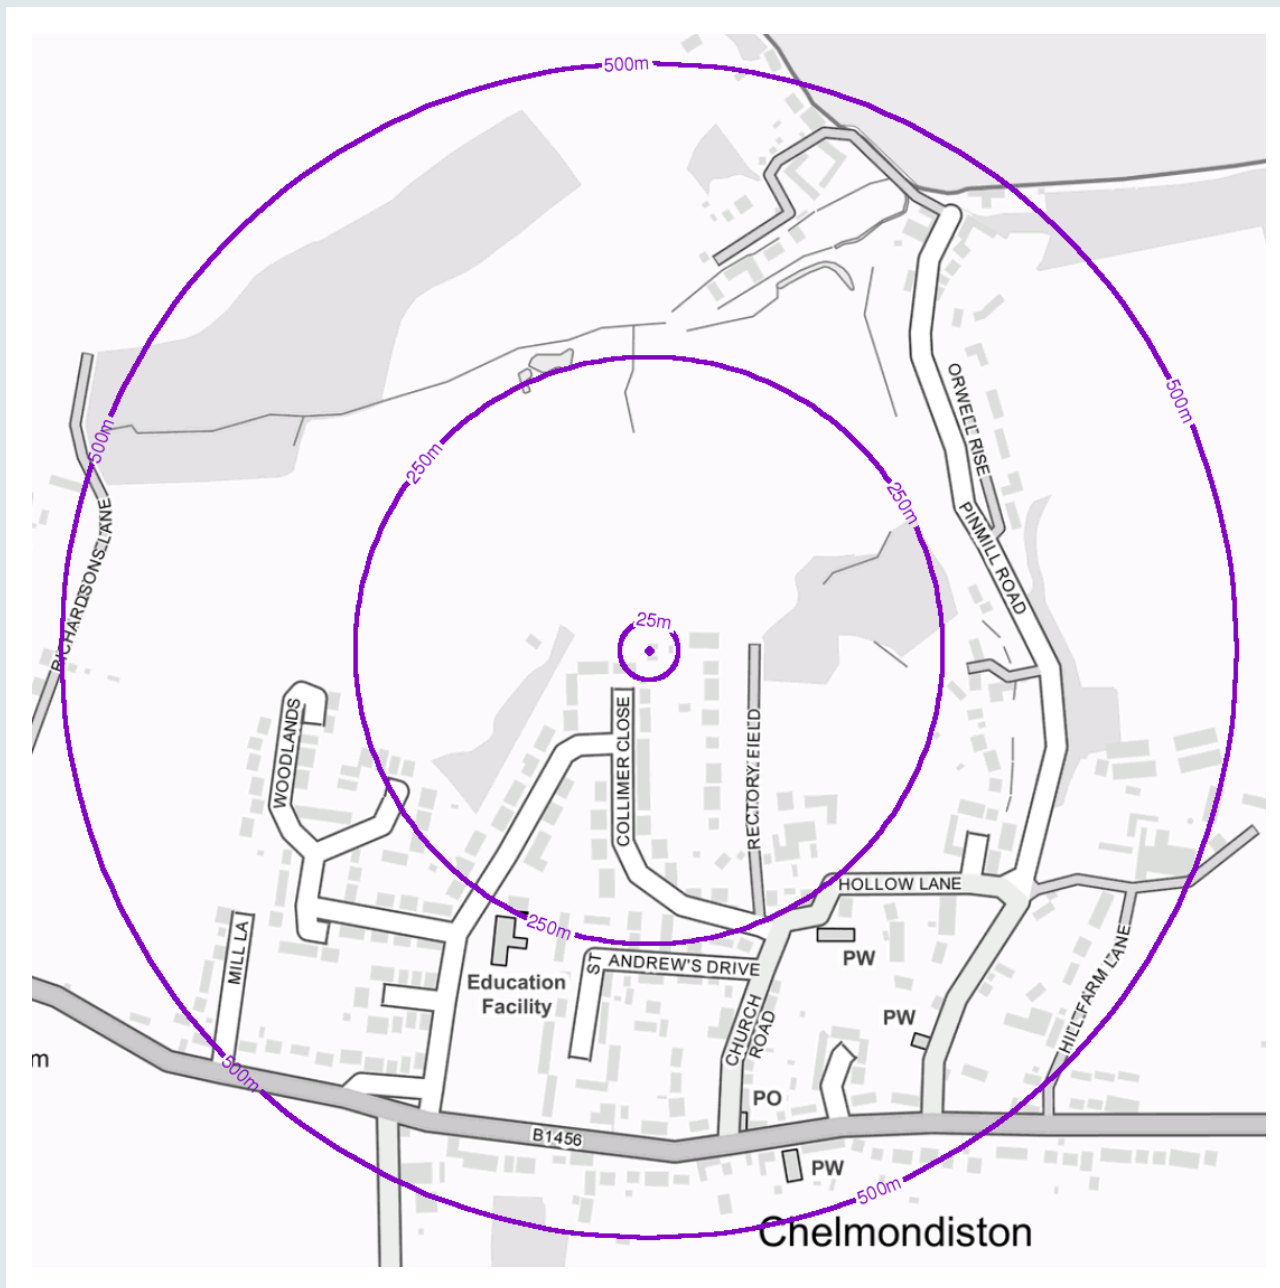 500m
500m
ORWELL RISE
500m
250m
250m
RICHARDSONS LANE
PINMILL ROAD
25m
WOODLANDS
COLLIMER CLOSE
RECTORY FIELD
HOLLOW LANE
250m
MILL LA
ST ANDREW'S DRIVE
PW
HILL FARM LANE
Education
Facility
CHURCH
ROAD
PW
m
500m
PO
B1456
PW
500m
Chelmondiston